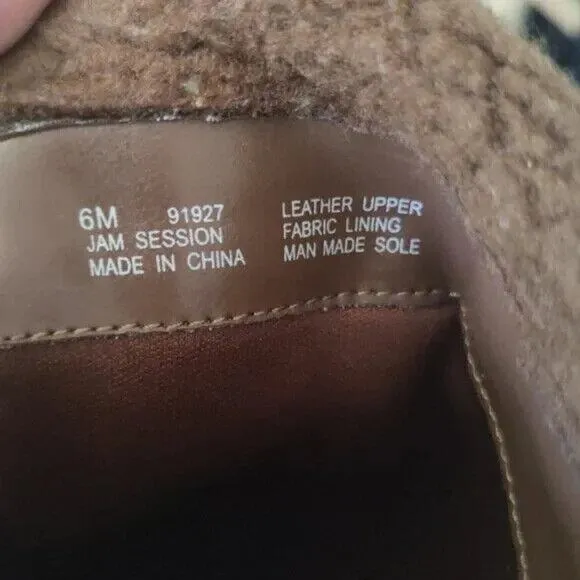 6M 91927
JAM SESSION
MADE IN CHINA
LEATHER UPPER
FABRIC LINING
MAN MADE SOLE